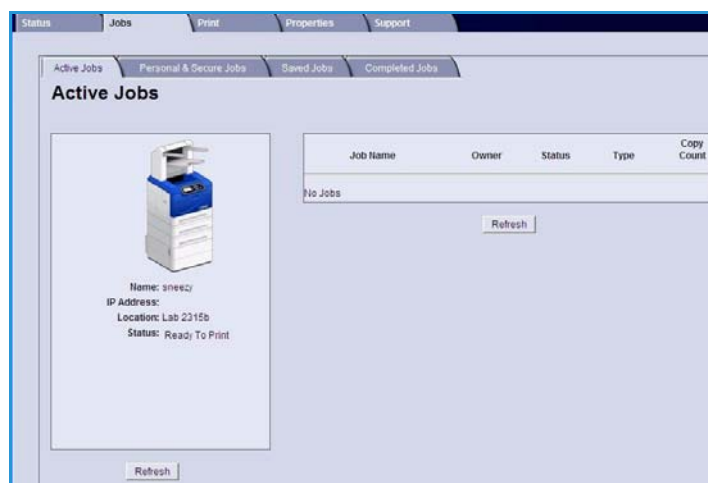 Status Jobs Print Properties Support
Active Jobs Personal & Secure Jobs Saved Jobs Completed Jobs
Active Jobs
Job Name Owner Status Type Copy Count
No Jobs
Refresh
Name: sneezy
IP Address:
Location: Lab 2315b
Status: Ready To Print
Refresh